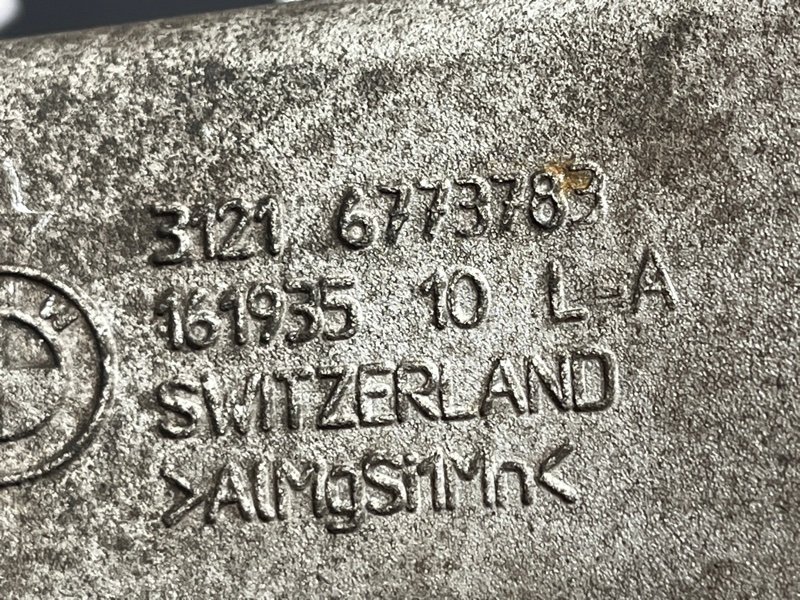 3121 6773783
161935 10 L-A
SWITZERLAND
>AlMgSi1Mn<